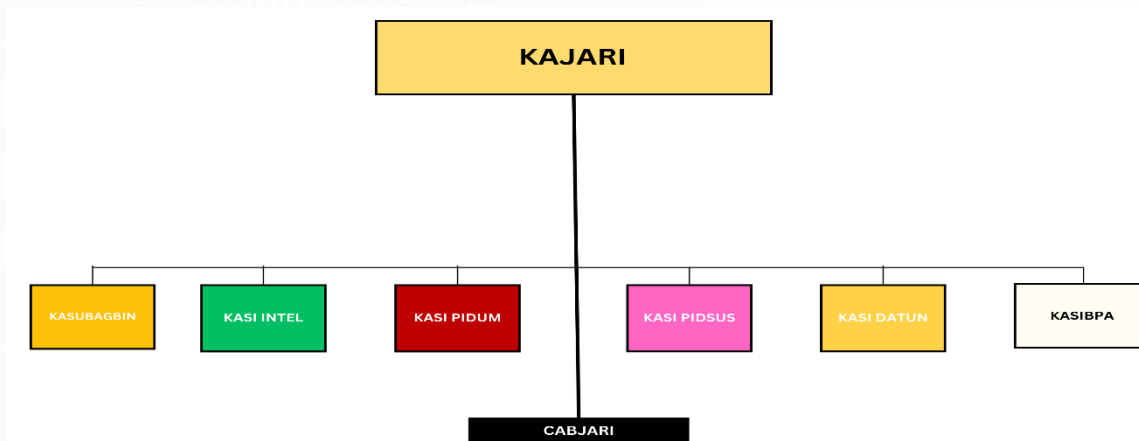 KAJARI
KASUBAGBIN
KASI INTEL
KASI PIDUM
KASI PIDSUS
KASI DATUN
KASIBPA
CABJARI